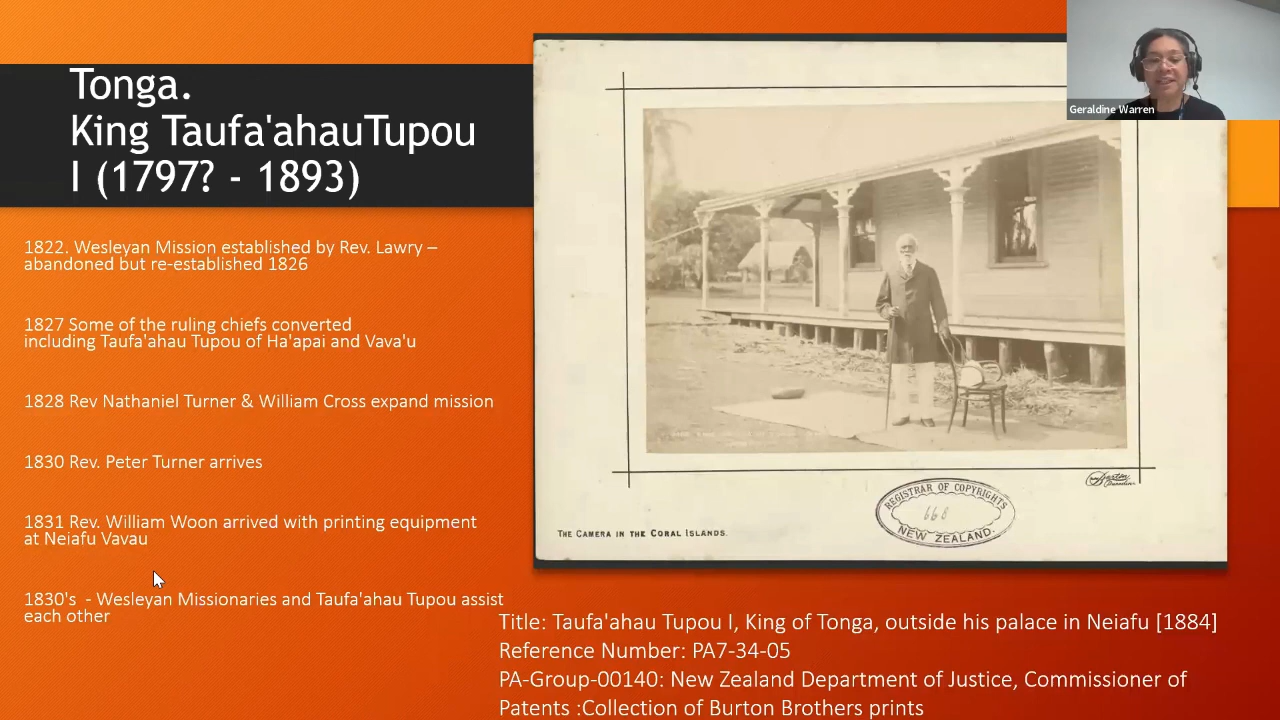 Tonga.
King Taufa'ahauTupou
I (1797? - 1893)
1822. Wesleyan Mission established by Rev. Lawry –
abandoned but re-established 1826
1827 Some of the ruling chiefs converted
including Taufa'ahau Tupou of Ha'apai and Vava'u
1828 Rev Nathaniel Turner & William Cross expand mission
1830 Rev. Peter Turner arrives
1831 Rev. William Woon arrived with printing equipment
at Neiafu Vavau
1830's - Wesleyan Missionaries and Taufa'ahau Tupou assist
each other
Geraldine Warren
REGISTRAR OF COPYRIGHTS
668
NEW ZEALAND.
THE CAMERA IN THE CORAL ISLANDS.
Title: Taufa'ahau Tupou I, King of Tonga, outside his palace in Neiafu [1884]
Reference Number: PA7-34-05
PA-Group-00140: New Zealand Department of Justice, Commissioner of
Patents :Collection of Burton Brothers prints